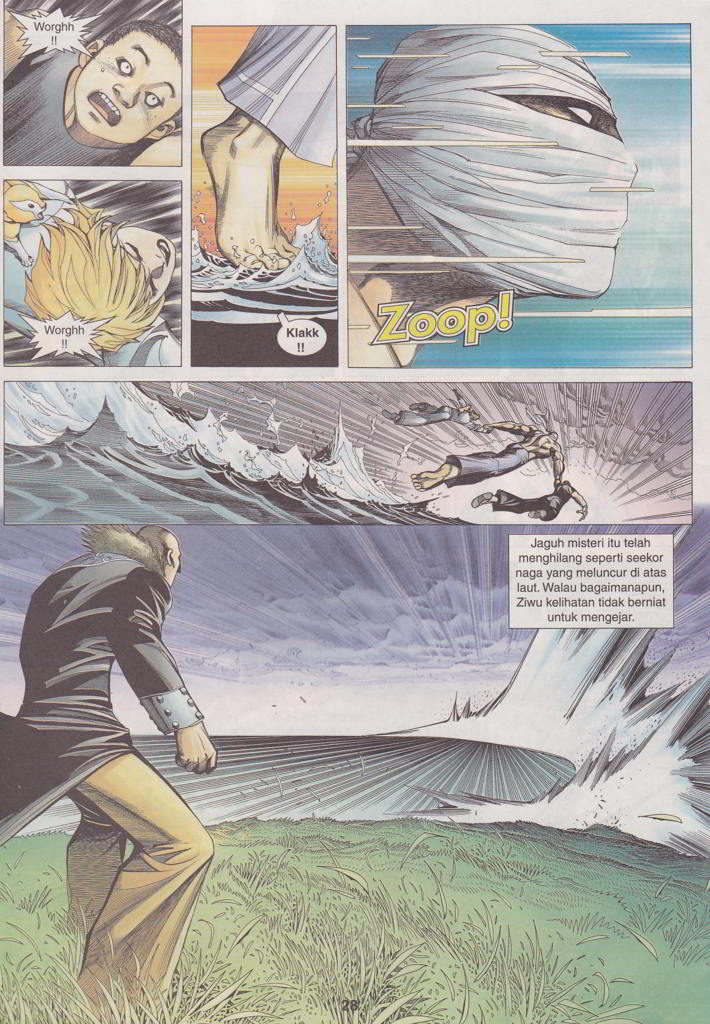 Worghh
!!
Worghh
!!
Klakk
!!
Zoop!
Jaguh misteri itu telah
menghilang seperti seekor
naga yang meluncur di atas
laut. Walau bagaimanapun,
Ziwu kelihatan tidak berniat
untuk mengejar.
28